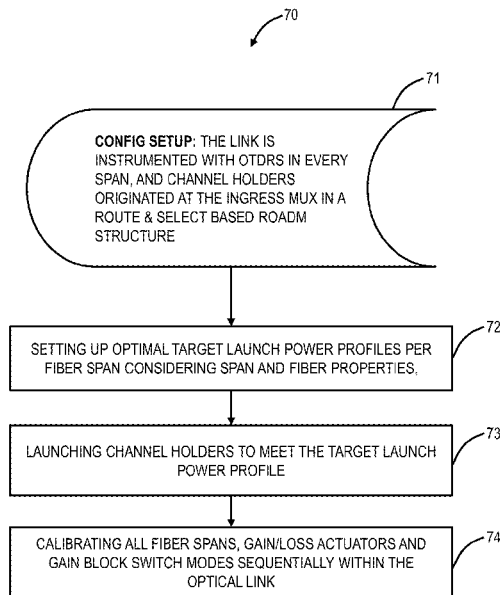 70
71
CONFIG SETUP: THE LINK IS
INSTRUMENTED WITH OTDRS IN EVERY
SPAN, AND CHANNEL HOLDERS
ORIGINATED AT THE INGRESS MUX IN A
ROUTE & SELECT BASED ROADM
STRUCTURE
72
SETTING UP OPTIMAL TARGET LAUNCH POWER PROFILES PER
FIBER SPAN CONSIDERING SPAN AND FIBER PROPERTIES,
73
LAUNCHING CHANNEL HOLDERS TO MEET THE TARGET LAUNCH
POWER PROFILE
74
CALIBRATING ALL FIBER SPANS, GAIN/LOSS ACTUATORS AND
GAIN BLOCK SWITCH MODES SEQUENTIALLY WITHIN THE
OPTICAL LINK